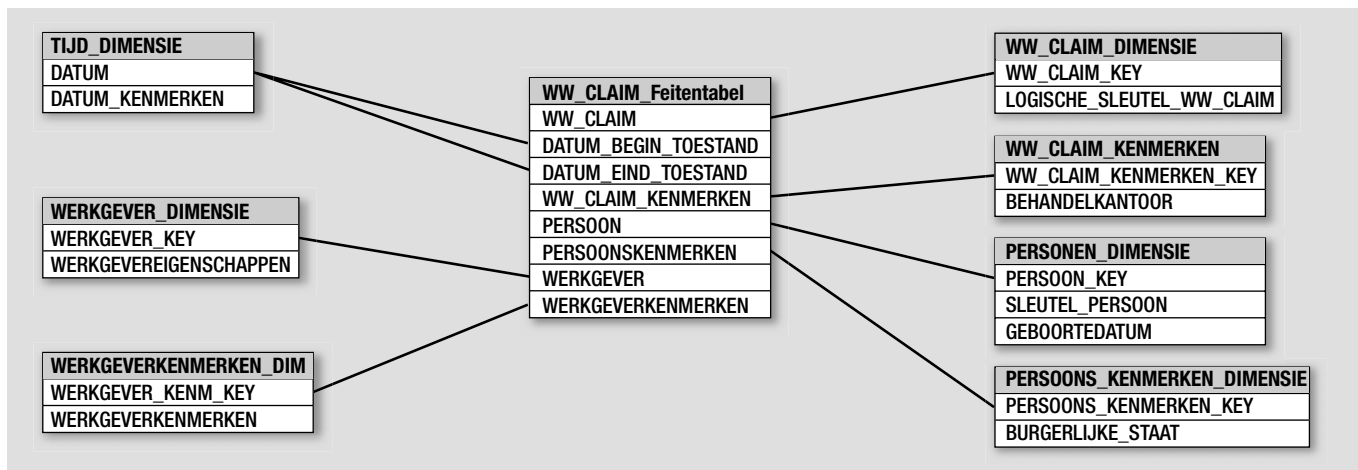 TIJD_DIMENSIE
DATUM
DATUM_KENMERKEN
WERKGEVER_DIMENSIE
WERKGEVER_KEY
WERKGEVEREIGENSCHAPPEN
WERKGEVERKENMERKEN_DIM
WERKGEVER_KENM_KEY
WERKGEVERKENMERKEN
WW_CLAIM_Feitentabel
WW_CLAIM
DATUM_BEGIN_TOESTAND
DATUM_EIND_TOESTAND
WW_CLAIM_KENMERKEN
PERSOON
PERSOONSKENMERKEN
WERKGEVER
WERKGEVERKENMERKEN
WW_CLAIM_DIMENSIE
WW_CLAIM_KEY
LOGISCHE_SLEUTEL_WW_CLAIM
WW_CLAIM_KENMERKEN
WW_CLAIM_KENMERKEN_KEY
BEHANDELKANTOOR
PERSONEN_DIMENSIE
PERSOON_KEY
SLEUTEL_PERSOON
GEBOORTEDATUM
PERSOONS_KENMERKEN_DIMENSIE
PERSOONS_KENMERKEN_KEY
BURGERLIJKE_STAAT